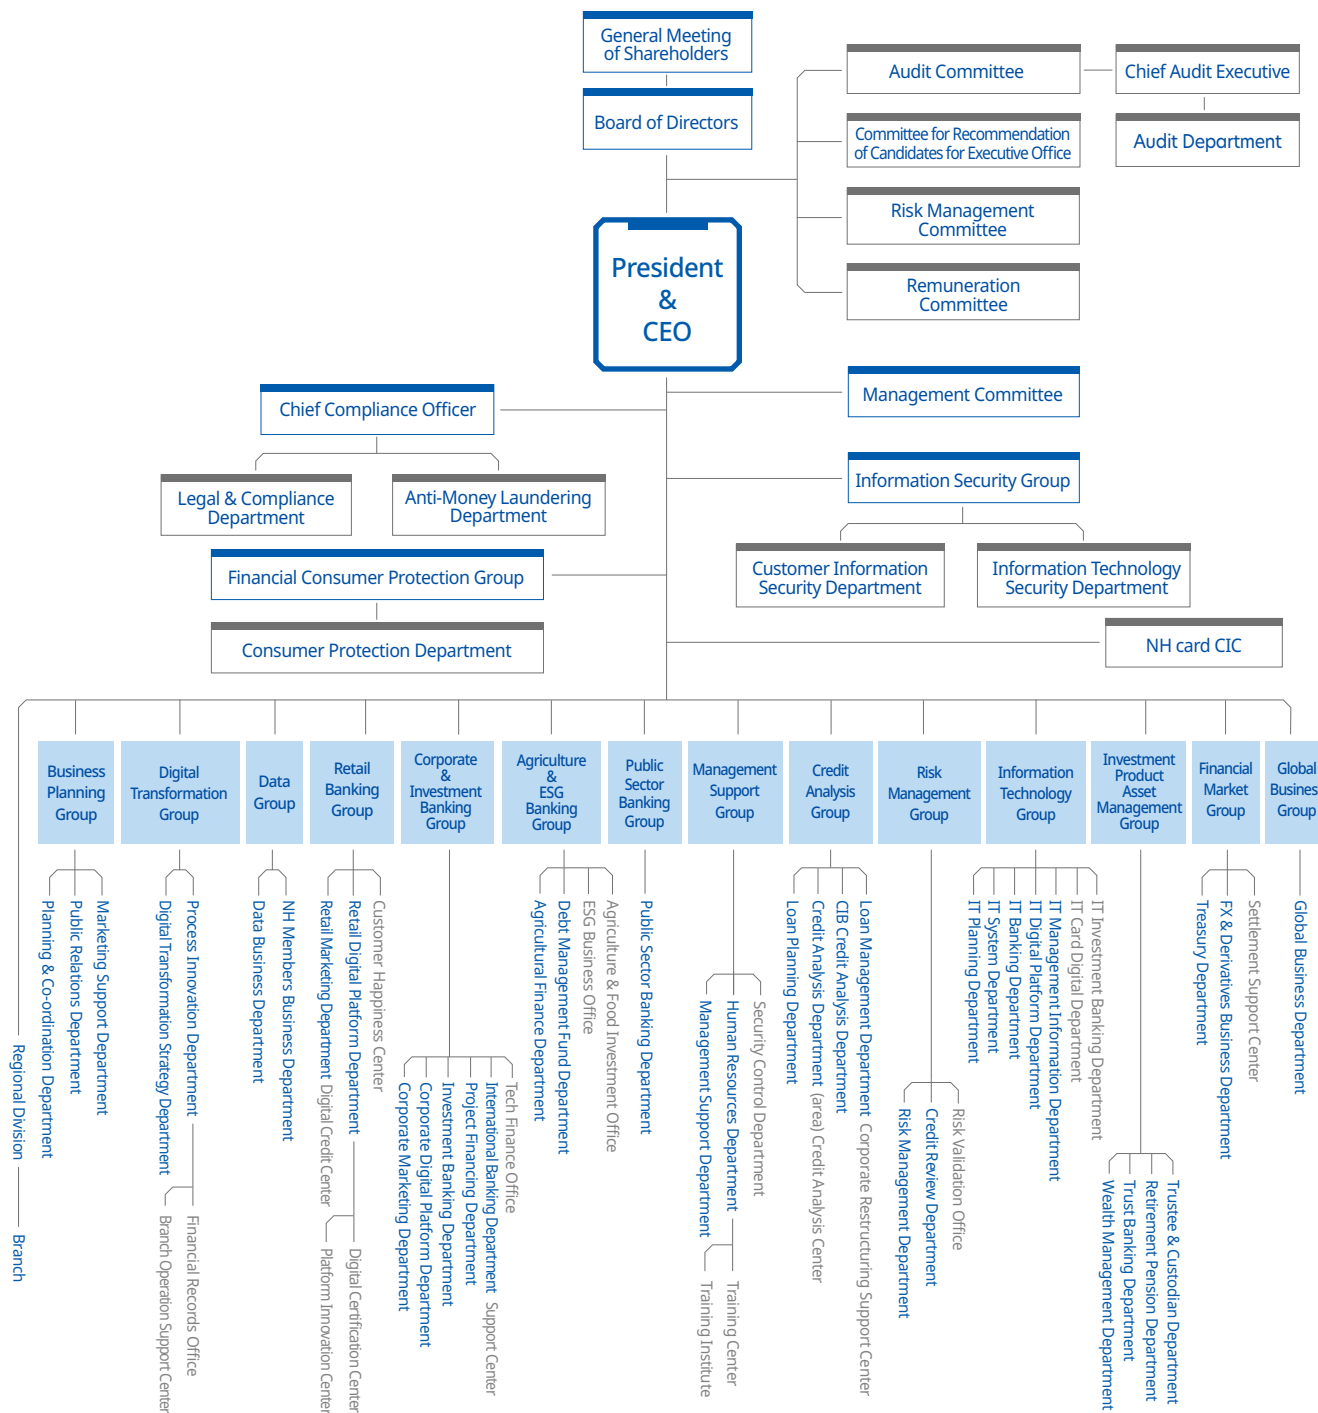 General Meeting
of Shareholders
Board of Directors
President
&
CEO
Audit Committee
Chief Audit Executive
Audit Department
Committee for Recommendation
of Candidates for Executive Office
Risk Management
Committee
Remuneration
Committee
Management Committee
Chief Compliance Officer
Legal & Compliance
Department
Anti-Money Laundering
Department
Information Security Group
Customer Information
Security Department
Information Technology
Security Department
Financial Consumer Protection Group
Consumer Protection Department
NH card CIC
Regional Division
Branch
Business
Planning
Group
Planning & Co-ordination Department
Public Relations Department
Marketing Support Department
Digital
Transformation
Group
Digital Transformation Strategy Department
Process Innovation Department
Branch Operation Support Center
Financial Records Office
Data
Group
Data Business Department
NH Members Business Department
Retail
Banking
Group
Retail Marketing Department
Digital Credit Center
Retail Digital Platform Department
Customer Happiness Center
Platform Innovation Center
Digital Certification Center
Corporate
&
Investment
Banking
Group
Corporate Marketing Department
Corporate Digital Platform Department
Investment Banking Department
Project Financing Department
International Banking Department
Support Center
Tech Finance Office
Agriculture
&
ESG
Banking
Group
Agricultural Finance Department
Debt Management Fund Department
ESG Business Office
Agriculture & Food Investment Office
Public
Sector
Banking
Group
Public Sector Banking Department
Management
Support
Group
Management Support Department
Human Resources Department
Security Control Department
Training Institute
Training Center
Credit
Analysis
Group
Loan Planning Department
Credit Analysis Department
(area) Credit Analysis Center
CIB Credit Analysis Department
Loan Management Department
Corporate Restructuring Support Center
Risk
Management
Group
Risk Management Department
Credit Review Department
Risk Validation Office
Information
Technology
Group
IT Planning Department
IT System Department
IT Banking Department
IT Digital Platform Department
IT Management Information Department
IT Card Digital Department
IT Investment Banking Department
Investment
Product
Asset
Management
Group
Wealth Management Department
Trust Banking Department
Retirement Pension Department
Trustee & Custodian Department
Financial
Market
Group
Treasury Department
FX & Derivatives Business Department
Settlement Support Center
Global
Business
Group
Global Business Department